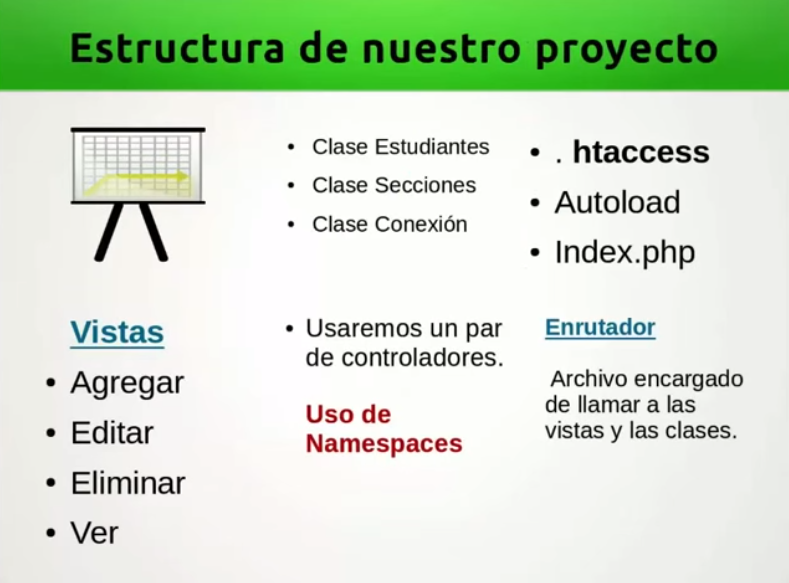 Estructura de nuestro proyecto
• Clase Estudiantes
• Clase Secciones
• Clase Conexión
• . htaccess
• Autoload
• Index.php
Vistas
• Agregar
• Editar
• Eliminar
• Ver
• Usaremos un par
de controladores.
Uso de
Namespaces
Enrutador
Archivo encargado
de llamar a las
vistas y las clases.